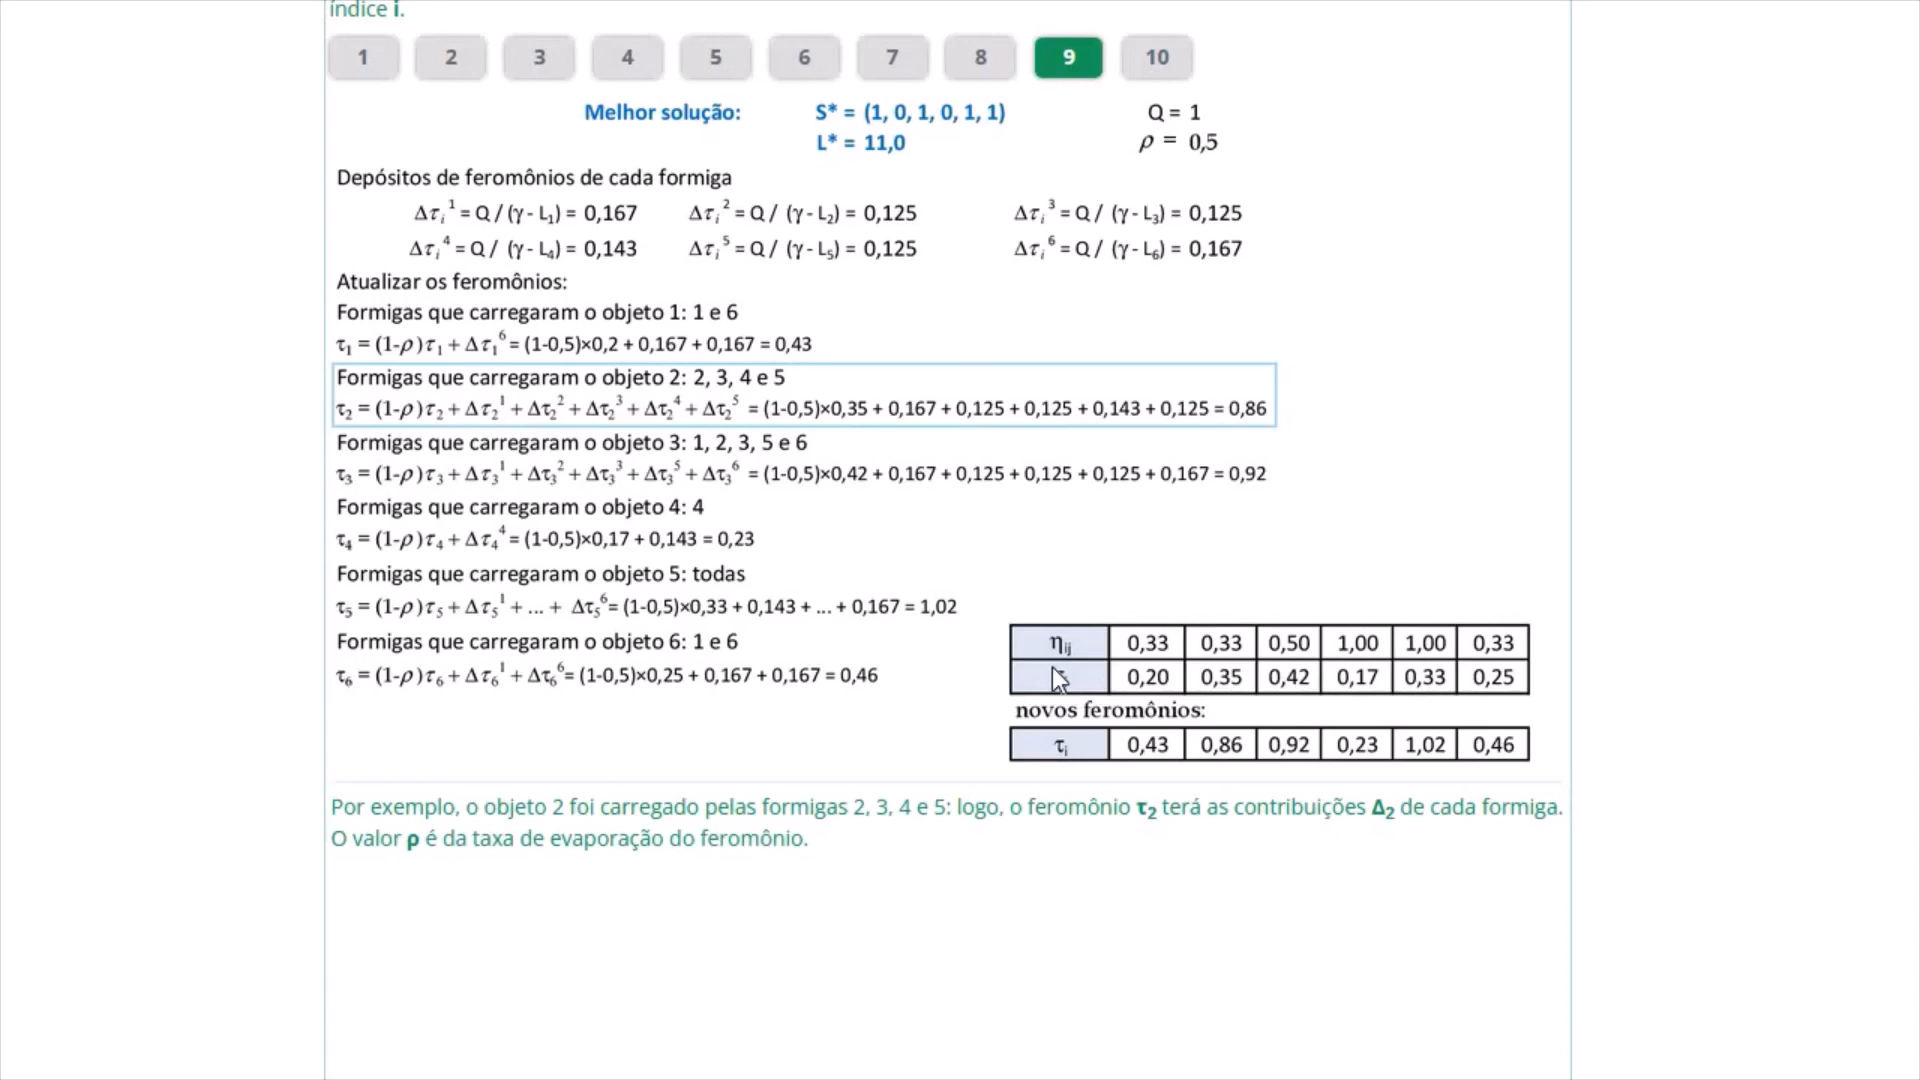 índice i.
1 2 3 4 5 6 7 8 9 10
Melhor solução: S* = (1, 0, 1, 0, 1, 1) Q = 1
L* = 11,0 ρ = 0,5
Depósitos de feromônios de cada formiga
Δτᵢ¹ = Q / (γ - L₁) = 0,167 Δτᵢ² = Q / (γ - L₂) = 0,125 Δτᵢ³ = Q / (γ - L₃) = 0,125
Δτᵢ⁴ = Q / (γ - L₄) = 0,143 Δτᵢ⁵ = Q / (γ - L₅) = 0,125 Δτᵢ⁶ = Q / (γ - L₆) = 0,167
Atualizar os feromônios:
Formigas que carregaram o objeto 1: 1 e 6
τ₁ = (1-ρ)τ₁ + Δτ₁⁶ = (1-0,5)×0,2 + 0,167 + 0,167 = 0,43
Formigas que carregaram o objeto 2: 2, 3, 4 e 5
τ₂ = (1-ρ)τ₂ + Δτ₂¹ + Δτ₂² + Δτ₂³ + Δτ₂⁴ + Δτ₂⁵ = (1-0,5)×0,35 + 0,167 + 0,125 + 0,125 + 0,143 + 0,125 = 0,86
Formigas que carregaram o objeto 3: 1, 2, 3, 5 e 6
τ₃ = (1-ρ)τ₃ + Δτ₃¹ + Δτ₃² + Δτ₃³ + Δτ₃⁵ + Δτ₃⁶ = (1-0,5)×0,42 + 0,167 + 0,125 + 0,125 + 0,125 + 0,167 = 0,92
Formigas que carregaram o objeto 4: 4
τ₄ = (1-ρ)τ₄ + Δτ₄⁴ = (1-0,5)×0,17 + 0,143 = 0,23
Formigas que carregaram o objeto 5: todas
τ₅ = (1-ρ)τ₅ + Δτ₅¹ + ... + Δτ₅⁶ = (1-0,5)×0,33 + 0,143 + ... + 0,167 = 1,02
Formigas que carregaram o objeto 6: 1 e 6
τ₆ = (1-ρ)τ₆ + Δτ₆¹ + Δτ₆⁶ = (1-0,5)×0,25 + 0,167 + 0,167 = 0,46
ηᵢⱼ 0,33 0,33 0,50 1,00 1,00 0,33
0,20 0,35 0,42 0,17 0,33 0,25
novos feromônios:
τᵢ 0,43 0,86 0,92 0,23 1,02 0,46
Por exemplo, o objeto 2 foi carregado pelas formigas 2, 3, 4 e 5: logo, o feromônio τ₂ terá as contribuições Δ₂ de cada formiga.
O valor ρ é da taxa de evaporação do feromônio.